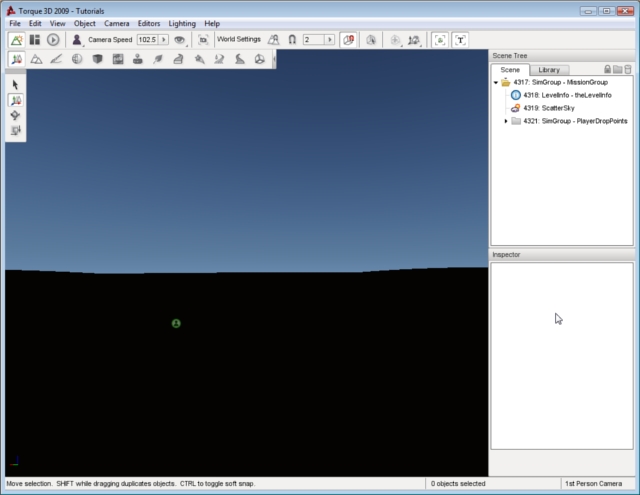 Torque 3D 2009 - Tutorials
File Edit View Object Camera Editors Lighting Help
Camera Speed 102.5 World Settings 2 T
Scene Tree
Scene Library
4317: SimGroup - MissionGroup
4318: LevelInfo - theLevelInfo
4319: ScatterSky
4321: SimGroup - PlayerDropPoints
Inspector
Move selection. SHIFT while dragging duplicates objects. CTRL to toggle soft snap. 0 objects selected 1st Person Camera